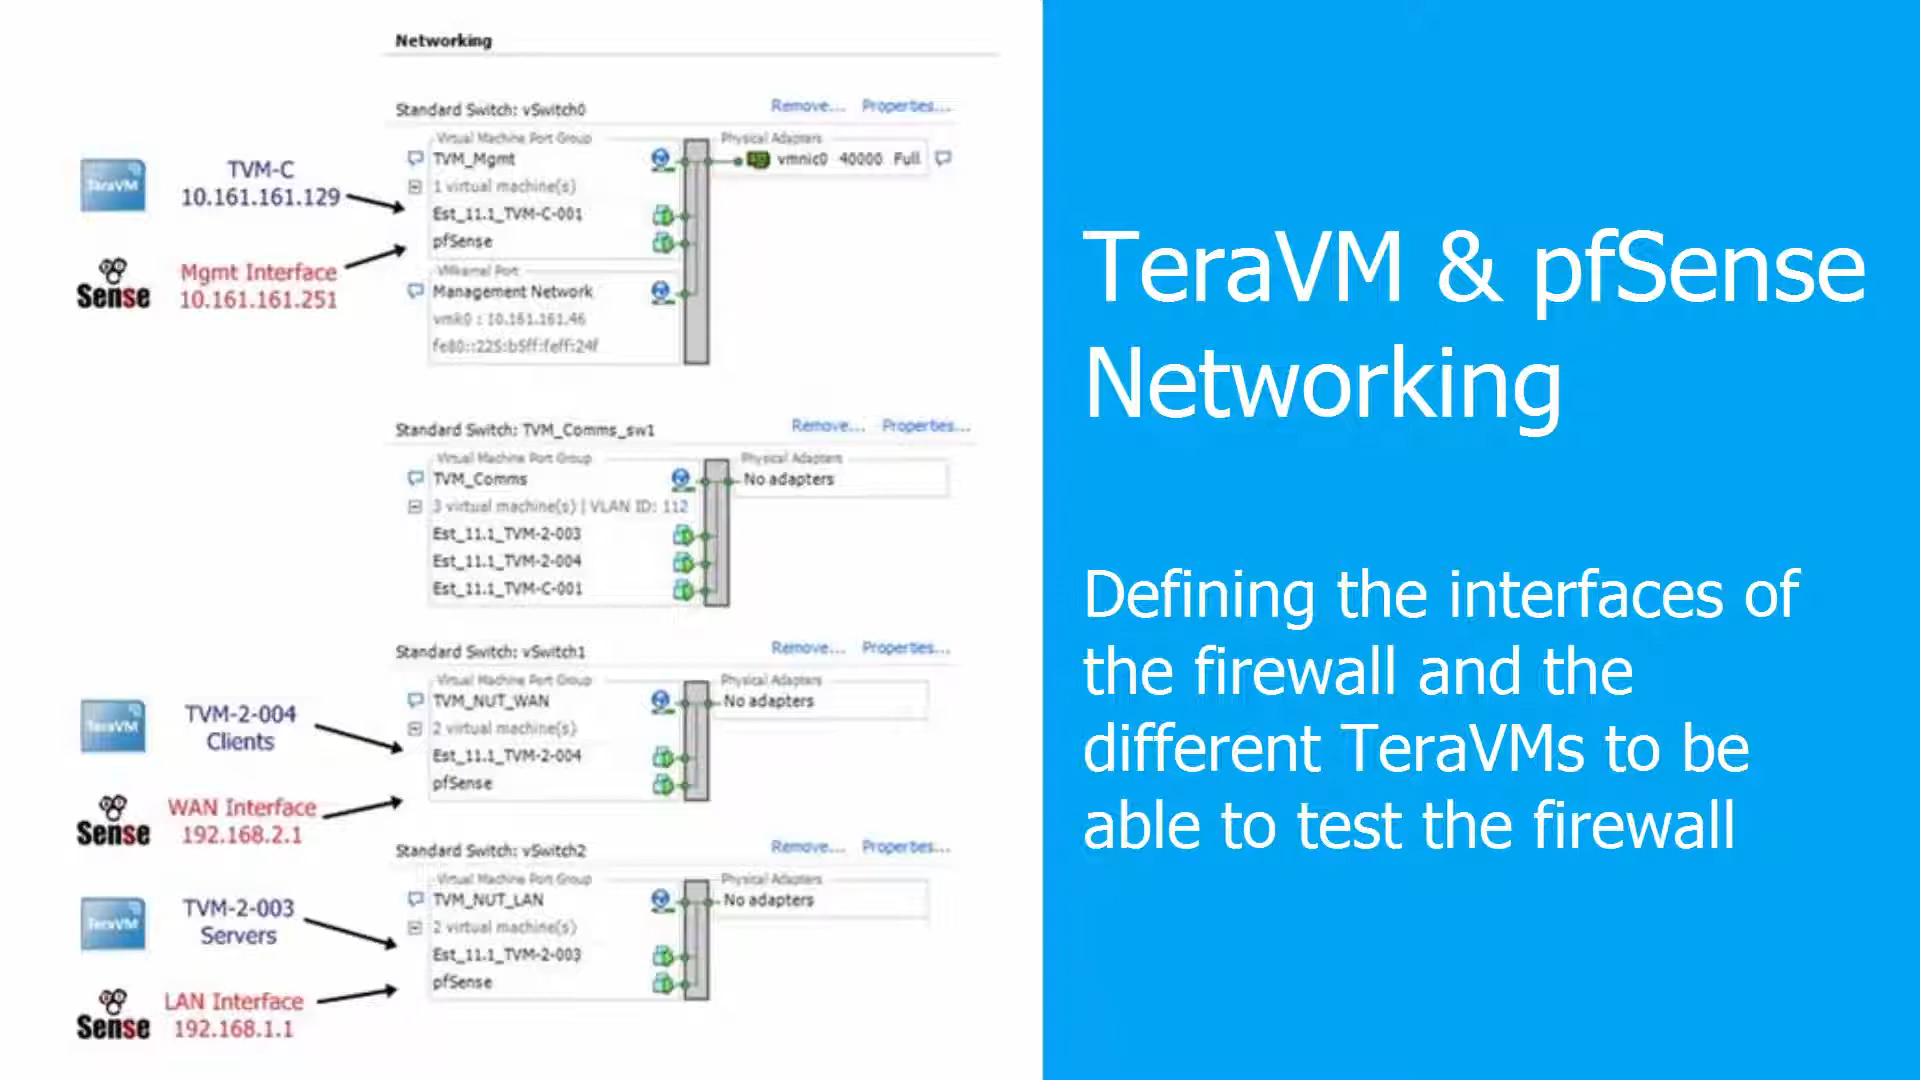 Networking
Standard Switch: vSwitch0
Remove... Properties...
Virtual Machine Port Group
Physical Adapters
TVM_Mgmt
vmnic0 40000 Full
1 virtual machine(s)
Est_11.1_TVM-C-001
pfSense
VMkernel Port
Management Network
vmk0 : 10.161.161.46
fe80::225:b5ff:feff:24f
TeraVM
TVM-C
10.161.161.129
Sense
Mgmt Interface
10.161.161.251
Standard Switch: TVM_Comms_sw1
Remove... Properties...
Virtual Machine Port Group
Physical Adapters
TVM_Comms
No adapters
3 virtual machine(s) | VLAN ID: 112
Est_11.1_TVM-2-003
Est_11.1_TVM-2-004
Est_11.1_TVM-C-001
Standard Switch: vSwitch1
Remove... Properties...
Virtual Machine Port Group
Physical Adapters
TVM_NUT_WAN
No adapters
2 virtual machine(s)
Est_11.1_TVM-2-004
pfSense
TeraVM
TVM-2-004
Clients
Sense
WAN Interface
192.168.2.1
Standard Switch: vSwitch2
Remove... Properties...
Virtual Machine Port Group
Physical Adapters
TVM_NUT_LAN
No adapters
2 virtual machine(s)
Est_11.1_TVM-2-003
pfSense
TeraVM
TVM-2-003
Servers
Sense
LAN Interface
192.168.1.1
TeraVM & pfSense
Networking
Defining the interfaces of
the firewall and the
different TeraVMs to be
able to test the firewall